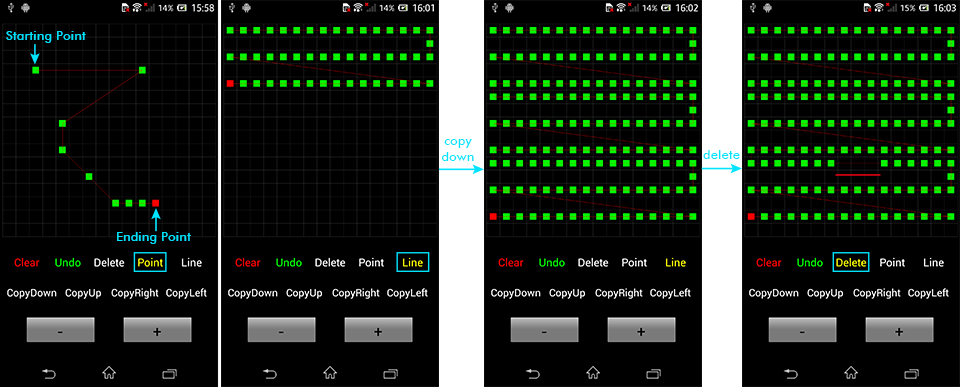 14% 15:58
14% 16:01
14% 16:02
15% 16:03
Starting Point
Ending Point
copy
down
delete
Clear Undo Delete Point Line
CopyDown CopyUp CopyRight CopyLeft
- +
Clear Undo Delete Point Line
CopyDown CopyUp CopyRight CopyLeft
- +
Clear Undo Delete Point Line
CopyDown CopyUp CopyRight CopyLeft
- +
Clear Undo Delete Point Line
CopyDown CopyUp CopyRight CopyLeft
- +